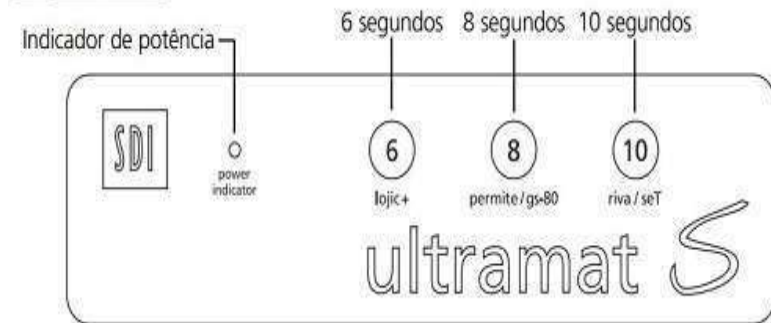 Indicador de potência
6 segundos 8 segundos 10 segundos
SDI
power
indicator
6
lojic+
8
permite/gs-80
10
riva/seT
ultramat S